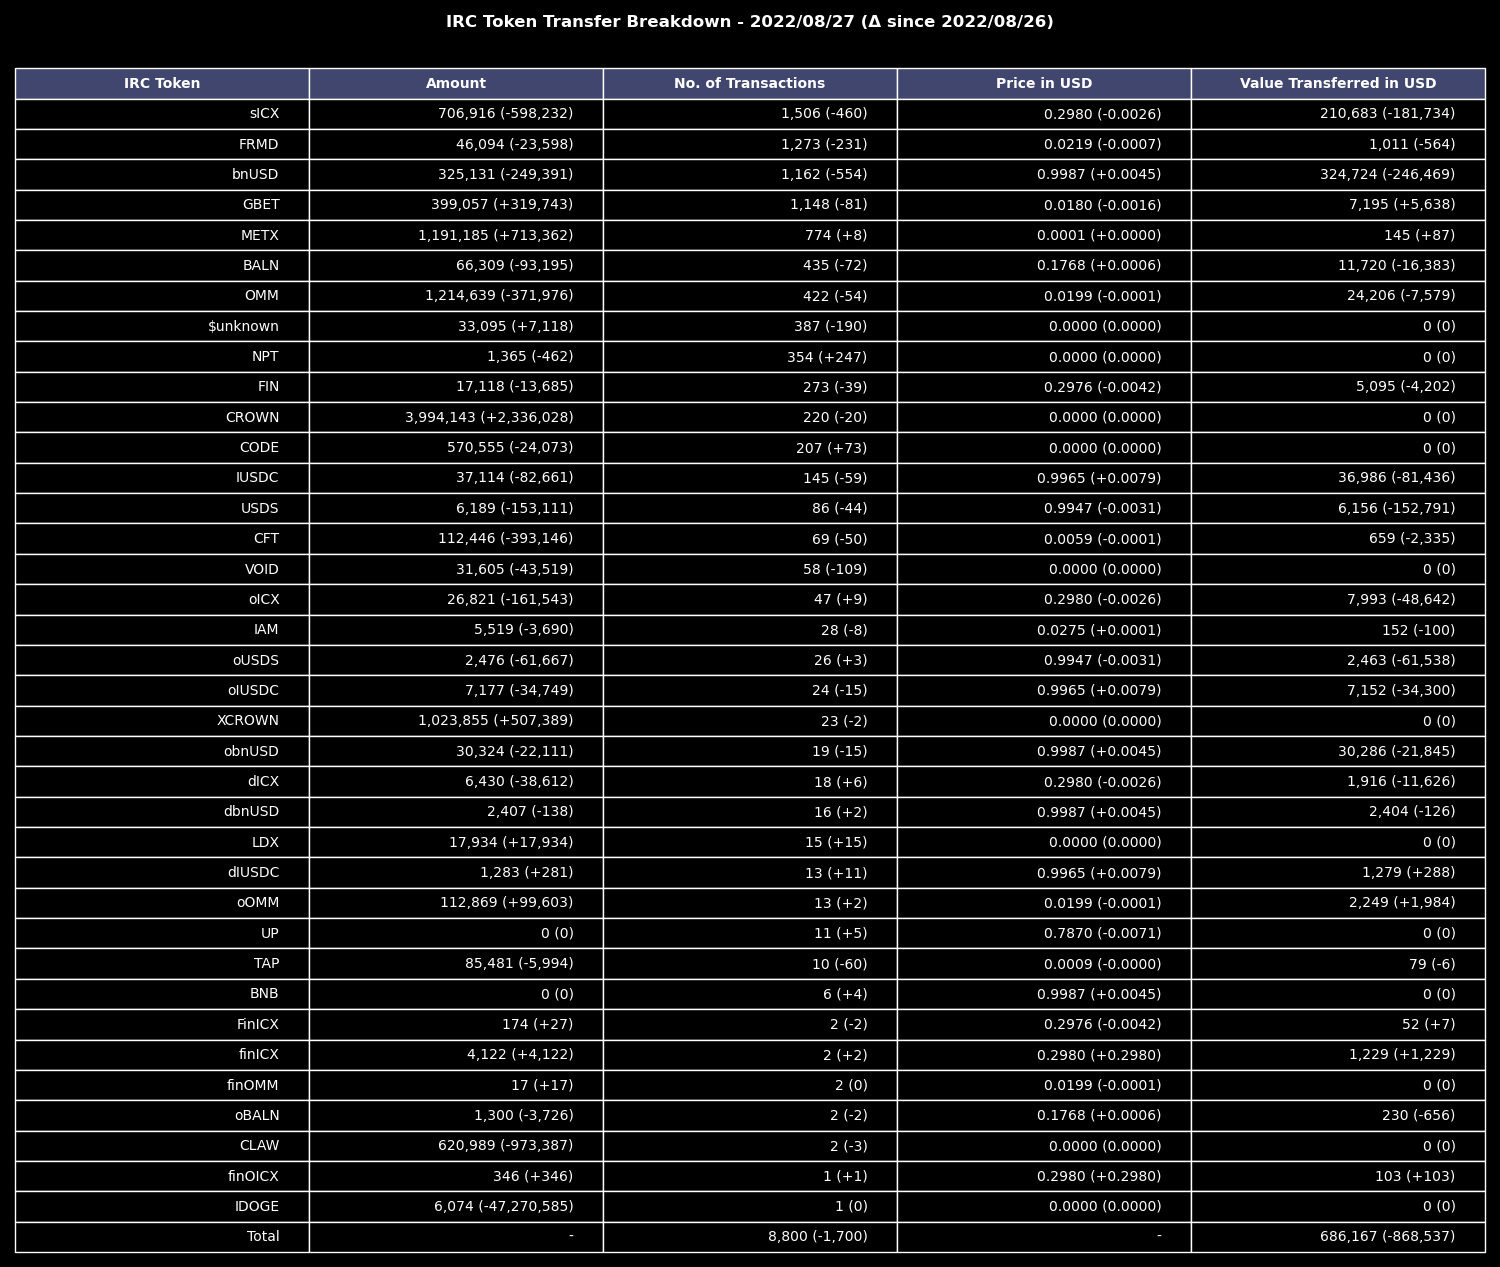 IRC Token Transfer Breakdown - 2022/08/27 (Δ since 2022/08/26)
IRC Token Amount No. of Transactions Price in USD Value Transferred in USD
sICX 706,916 (-598,232) 1,506 (-460) 0.2980 (-0.0026) 210,683 (-181,734)
FRMD 46,094 (-23,598) 1,273 (-231) 0.0219 (-0.0007) 1,011 (-564)
bnUSD 325,131 (-249,391) 1,162 (-554) 0.9987 (+0.0045) 324,724 (-246,469)
GBET 399,057 (+319,743) 1,148 (-81) 0.0180 (-0.0016) 7,195 (+5,638)
METX 1,191,185 (+713,362) 774 (+8) 0.0001 (+0.0000) 145 (+87)
BALN 66,309 (-93,195) 435 (-72) 0.1768 (+0.0006) 11,720 (-16,383)
OMM 1,214,639 (-371,976) 422 (-54) 0.0199 (-0.0001) 24,206 (-7,579)
$unknown 33,095 (+7,118) 387 (-190) 0.0000 (0.0000) 0 (0)
NPT 1,365 (-462) 354 (+247) 0.0000 (0.0000) 0 (0)
FIN 17,118 (-13,685) 273 (-39) 0.2976 (-0.0042) 5,095 (-4,202)
CROWN 3,994,143 (+2,336,028) 220 (-20) 0.0000 (0.0000) 0 (0)
CODE 570,555 (-24,073) 207 (+73) 0.0000 (0.0000) 0 (0)
IUSDC 37,114 (-82,661) 145 (-59) 0.9965 (+0.0079) 36,986 (-81,436)
USDS 6,189 (-153,111) 86 (-44) 0.9947 (-0.0031) 6,156 (-152,791)
CFT 112,446 (-393,146) 69 (-50) 0.0059 (-0.0001) 659 (-2,335)
VOID 31,605 (-43,519) 58 (-109) 0.0000 (0.0000) 0 (0)
oICX 26,821 (-161,543) 47 (+9) 0.2980 (-0.0026) 7,993 (-48,642)
IAM 5,519 (-3,690) 28 (-8) 0.0275 (+0.0001) 152 (-100)
oUSDS 2,476 (-61,667) 26 (+3) 0.9947 (-0.0031) 2,463 (-61,538)
oIUSDC 7,177 (-34,749) 24 (-15) 0.9965 (+0.0079) 7,152 (-34,300)
XCROWN 1,023,855 (+507,389) 23 (-2) 0.0000 (0.0000) 0 (0)
obnUSD 30,324 (-22,111) 19 (-15) 0.9987 (+0.0045) 30,286 (-21,845)
dICX 6,430 (-38,612) 18 (+6) 0.2980 (-0.0026) 1,916 (-11,626)
dbnUSD 2,407 (-138) 16 (+2) 0.9987 (+0.0045) 2,404 (-126)
LDX 17,934 (+17,934) 15 (+15) 0.0000 (0.0000) 0 (0)
dIUSDC 1,283 (+281) 13 (+11) 0.9965 (+0.0079) 1,279 (+288)
oOMM 112,869 (+99,603) 13 (+2) 0.0199 (-0.0001) 2,249 (+1,984)
UP 0 (0) 11 (+5) 0.7870 (-0.0071) 0 (0)
TAP 85,481 (-5,994) 10 (-60) 0.0009 (-0.0000) 79 (-6)
BNB 0 (0) 6 (+4) 0.9987 (+0.0045) 0 (0)
FinICX 174 (+27) 2 (-2) 0.2976 (-0.0042) 52 (+7)
finICX 4,122 (+4,122) 2 (+2) 0.2980 (+0.2980) 1,229 (+1,229)
finOMM 17 (+17) 2 (0) 0.0199 (-0.0001) 0 (0)
oBALN 1,300 (-3,726) 2 (-2) 0.1768 (+0.0006) 230 (-656)
CLAW 620,989 (-973,387) 2 (-3) 0.0000 (0.0000) 0 (0)
finOICX 346 (+346) 1 (+1) 0.2980 (+0.2980) 103 (+103)
IDOGE 6,074 (-47,270,585) 1 (0) 0.0000 (0.0000) 0 (0)
Total - 8,800 (-1,700) - 686,167 (-868,537)